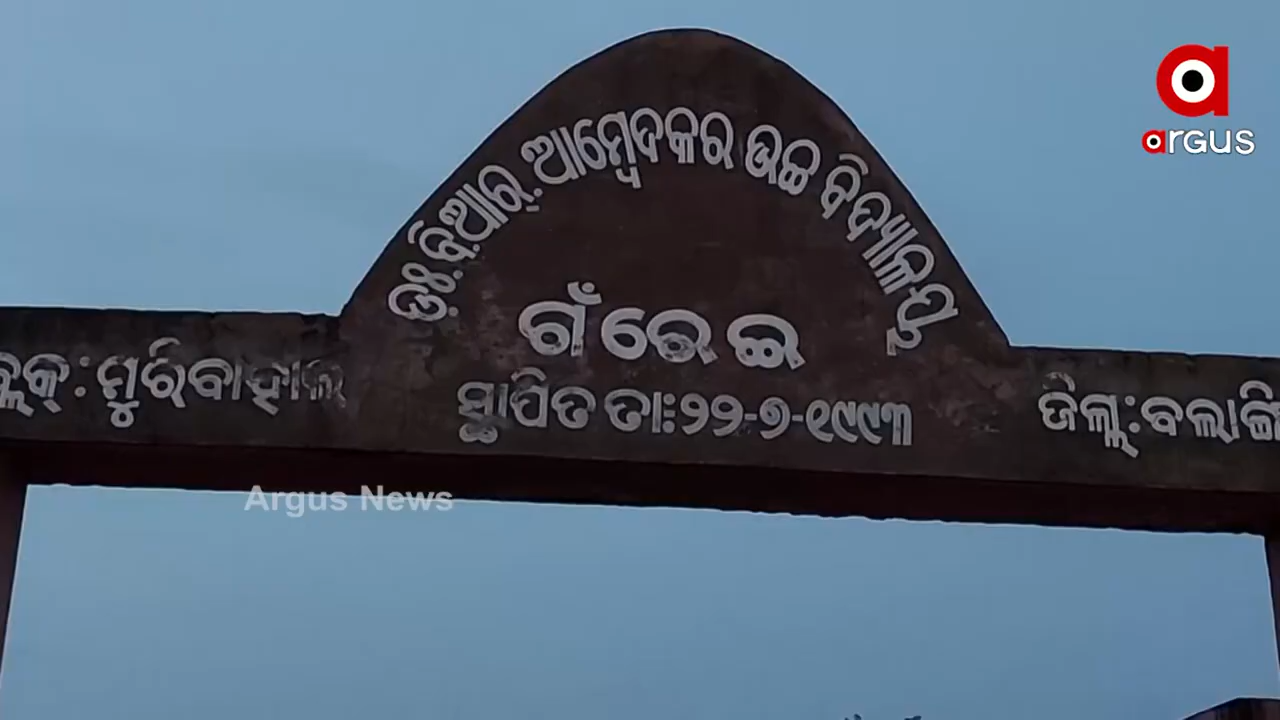 argus
ଡ଼ଃ.ବି.ଆର୍.ଆମ୍ବେଦକର ଉଚ୍ଚ ବିଦ୍ୟାଳୟ
ଗଁରେଇ
ସ୍ଥାପିତ ତାଃ୨୨-୭-୧୯୯୩
ବ୍ଲକ୍ : ମୁରିବାହାଲ
ଜିଲ୍ଲା:ବଲାଙ୍ଗି
Argus News